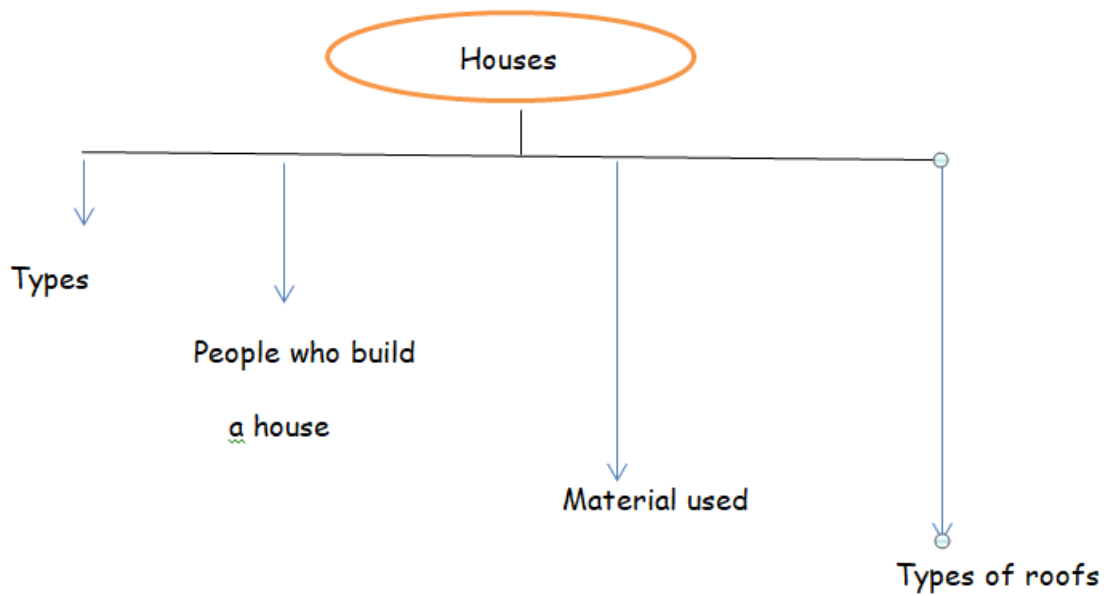 Houses
Types
People who build
a house
Material used
Types of roofs